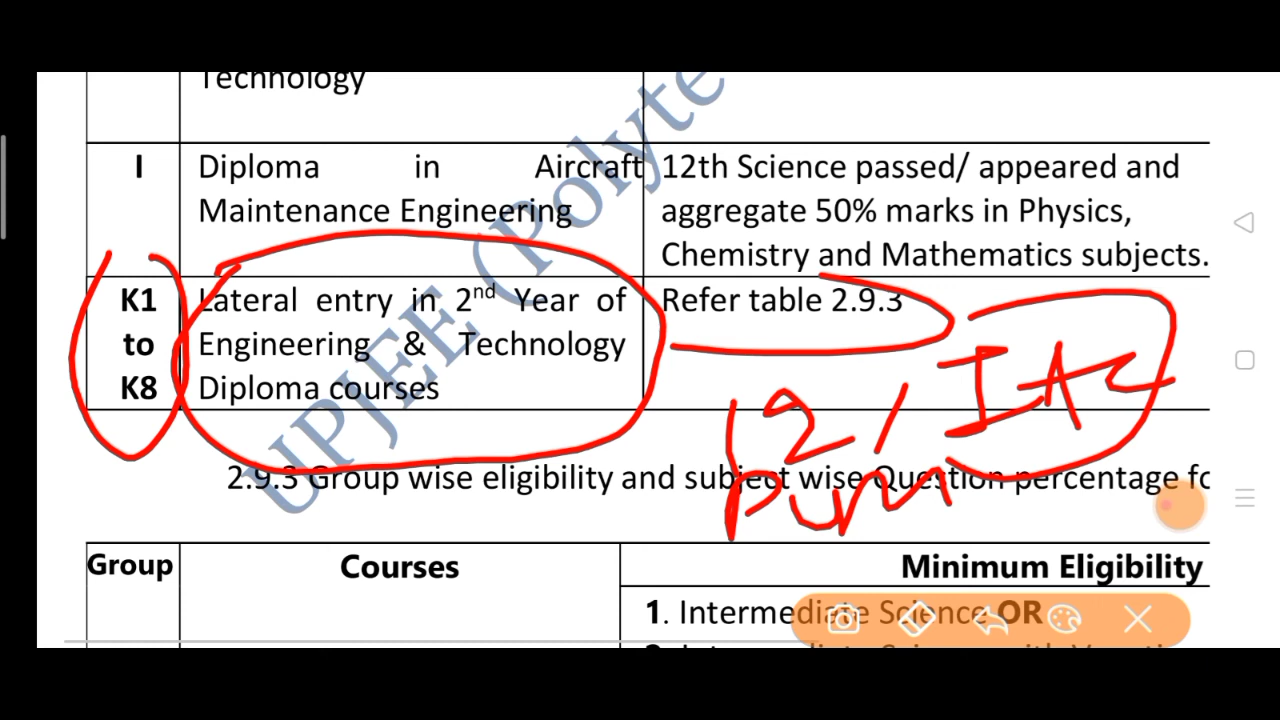 Technology
I Diploma in Aircraft 12th Science passed/ appeared and
Maintenance Engineering aggregate 50% marks in Physics,
Chemistry and Mathematics subjects.
K1 Lateral entry in 2nd Year of Refer table 2.9.3
to Engineering & Technology
K8 Diploma courses
12 /
UPJEE (Polyte
2.9.3 Group wise eligibility and subject wise Question percentage fo
Group Courses Minimum Eligibility
1. Intermediate Science OR